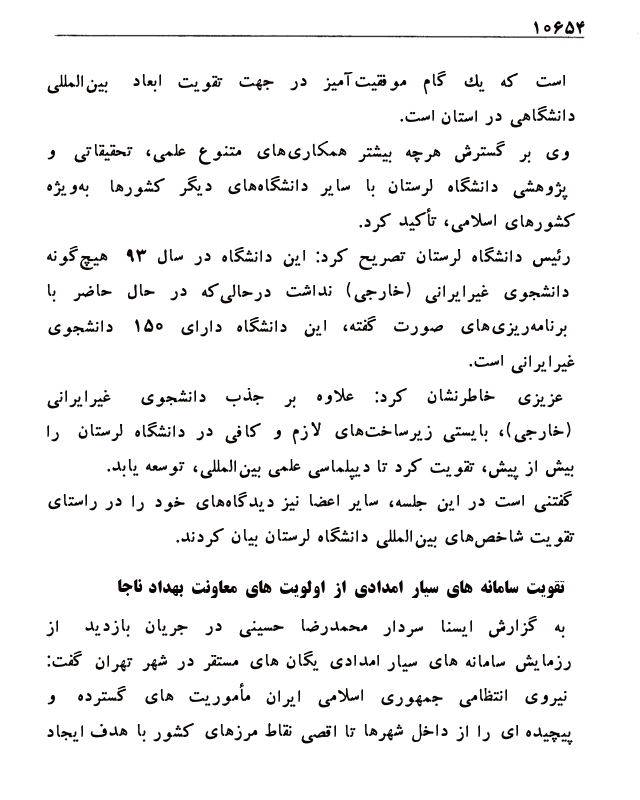 ۱۰۶۵۴
است که یك گام موفقیت‌آمیز در جهت تقویت ابعاد بین‌المللی
دانشگاهی در استان است.
وی بر گسترش هرچه بیشتر همکاری‌های متنوع علمی، تحقیقاتی و
پژوهشی دانشگاه لرستان با سایر دانشگاه‌های دیگر کشورها به‌ویژه
کشورهای اسلامی، تأکید کرد.
رئیس دانشگاه لرستان تصریح کرد: این دانشگاه در سال ۹۳ هیچ‌گونه
دانشجوی غیرایرانی (خارجی) نداشت درحالی‌که در حال حاضر با
برنامه‌ریزی‌های صورت گفته، این دانشگاه دارای ۱۵۰ دانشجوی
غیرایرانی است.
عزیزی خاطرنشان کرد: علاوه بر جذب دانشجوی غیرایرانی
(خارجی)، بایستی زیرساخت‌های لازم و کافی در دانشگاه لرستان را
بیش از پیش، تقویت کرد تا دیپلماسی علمی بین‌المللی، توسعه یابد.
گفتنی است در این جلسه، سایر اعضا نیز دیدگاه‌های خود را در راستای
تقویت شاخص‌های بین‌المللی دانشگاه لرستان بیان کردند.
تقویت سامانه های سیار امدادی از اولویت های معاونت بهداد ناجا
به گزارش ایسنا سردار محمدرضا حسینی در جریان بازدید از
رزمایش سامانه های سیار امدادی یگان های مستقر در شهر تهران گفت:
نیروی انتظامی جمهوری اسلامی ایران مأموریت های گسترده و
پیچیده ای را از داخل شهرها تا اقصی نقاط مرزهای کشور با هدف ایجاد